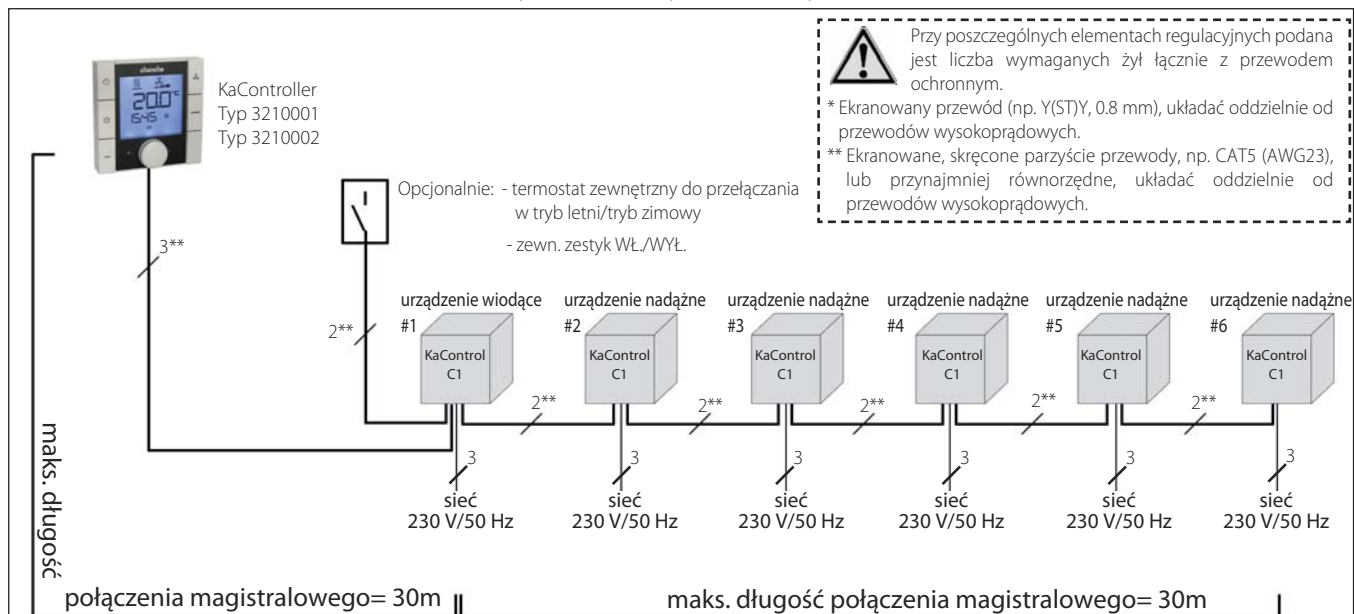 KaController
Typ 3210001
Typ 3210002
Przy poszczególnych elementach regulacyjnych podana
jest liczba wymaganych żył łącznie z przewodem
ochronnym.
* Ekranowany przewód (np. Y(ST)Y, 0.8 mm), układać oddzielnie od
przewodów wysokoprądowych.
** Ekranowane, skręcone parzyście przewody, np. CAT5 (AWG23),
lub przynajmniej równorzędne, układać oddzielnie od
przewodów wysokoprądowych.
20.0°C
15:45
Opcjonalnie: - termostat zewnętrzny do przełączania
w tryb letni/tryb zimowy
- zewn. zestyk WŁ./WYŁ.
3**
2**
urządzenie wiodące
#1
urządzenie nadążne
#2
urządzenie nadążne
#3
urządzenie nadążne
#4
urządzenie nadążne
#5
urządzenie nadążne
#6
KaControl
C1
KaControl
C1
KaControl
C1
KaControl
C1
KaControl
C1
KaControl
C1
2**
2**
2**
2**
2**
3
3
3
3
3
3
sieć
230 V/50 Hz
sieć
230 V/50 Hz
sieć
230 V/50 Hz
sieć
230 V/50 Hz
sieć
230 V/50 Hz
sieć
230 V/50 Hz
maks. długość
połączenia magistralowego= 30m
maks. długość połączenia magistralowego= 30m